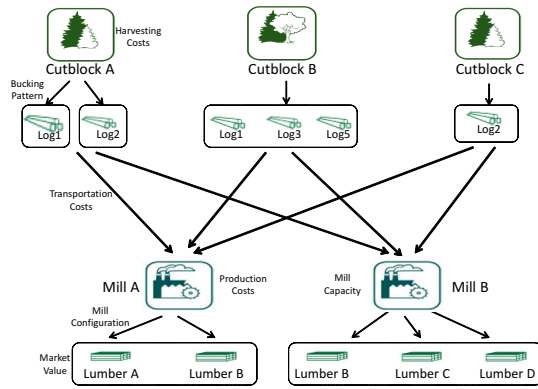 Harvesting
Costs
Cutblock A
Cutblock B
Cutblock C
Bucking
Pattern
Log1
Log2
Log1
Log3
Log5
Log2
Transportation
Costs
Mill A
Production
Costs
Mill
Capacity
Mill B
Mill
Configuration
Market
Value
Lumber A
Lumber B
Lumber B
Lumber C
Lumber D